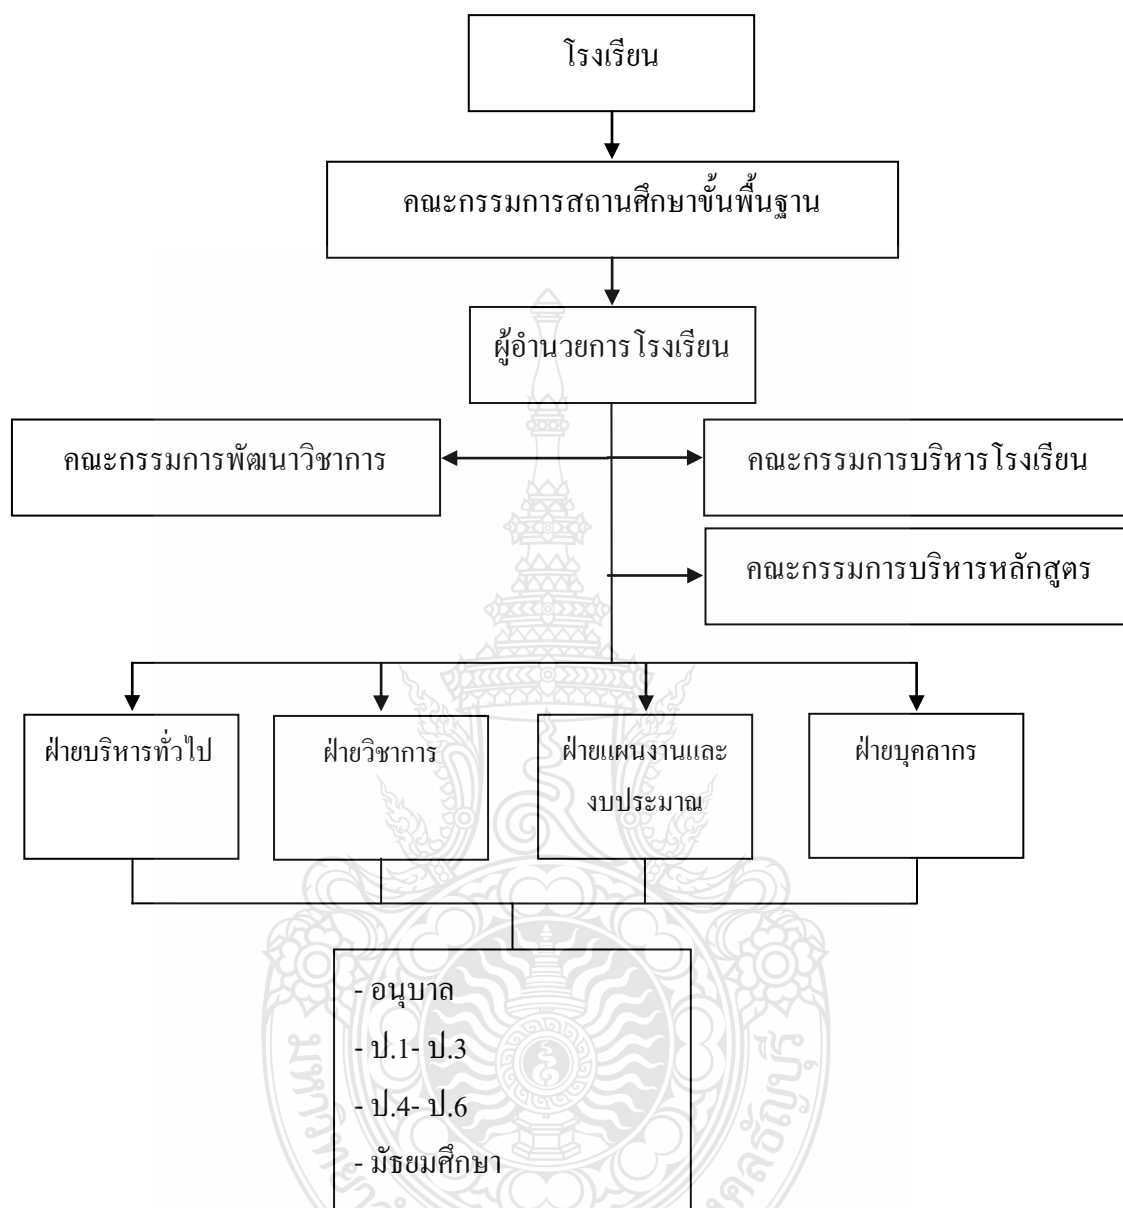 โรงเรียน
คณะกรรมการสถานศึกษาขั้นพื้นฐาน
ผู้อำนวยการโรงเรียน
คณะกรรมการพัฒนาวิชาการ
คณะกรรมการบริหารโรงเรียน
คณะกรรมการบริหารหลักสูตร
ฝ่ายบริหารทั่วไป
ฝ่ายวิชาการ
ฝ่ายแผนงานและ
งบประมาณ
ฝ่ายบุคลากร
- อนุบาล
- ป.1- ป.3
- ป.4- ป.6
- มัธยมศึกษา